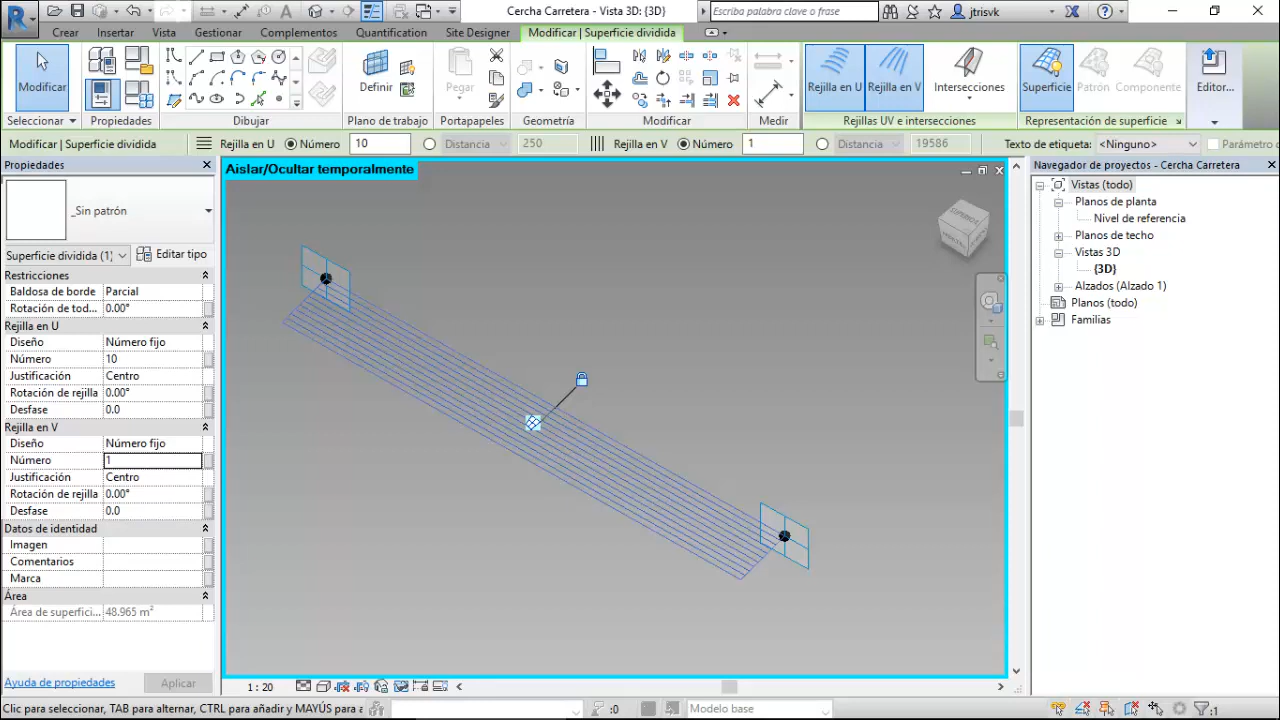 Cercha Carretera - Vista 3D: {3D}
Escriba palabra clave o frase
jtrisvk
Crear
Insertar
Vista
Gestionar
Complementos
Quantification
Site Designer
Modificar | Superficie dividida
Modificar
Definir
Pegar
Rejilla en U
Rejilla en V
Intersecciones
Superficie
Patrón
Componente
Editor...
Seleccionar
Propiedades
Dibujar
Plano de trabajo
Portapapeles
Geometría
Modificar
Medir
Rejillas UV e intersecciones
Representación de superficie
Modificar | Superficie dividida
Rejilla en U
Número
10
Distancia
250
Rejilla en V
Número
1
Distancia
19586
Texto de etiqueta:
<Ninguno>
Parámetro
Propiedades
_Sin patrón
Superficie dividida (1)
Editar tipo
Restricciones
Baldosa de borde Parcial
Rotación de tod... 0.00°
Rejilla en U
Diseño Número fijo
Número 10
Justificación Centro
Rotación de rejilla 0.00°
Desfase 0.0
Rejilla en V
Diseño Número fijo
Número 1
Justificación Centro
Rotación de rejilla 0.00°
Desfase 0.0
Datos de identidad
Imagen
Comentarios
Marca
Área
Área de superfici... 48.965 m²
Ayuda de propiedades
Aplicar
Aislar/Ocultar temporalmente
1 : 20
Navegador de proyectos - Cercha Carretera
Vistas (todo)
Planos de planta
Nivel de referencia
Planos de techo
Vistas 3D
{3D}
Alzados (Alzado 1)
Planos (todo)
Familias
Clic para seleccionar, TAB para alternar, CTRL para añadir y MAYÚS para a
:0
Modelo base
:1